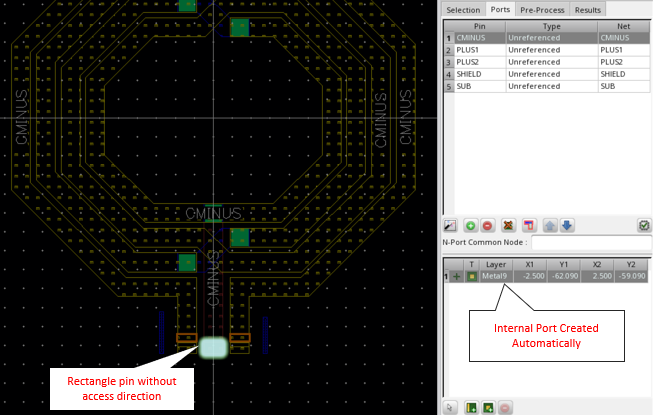 Selection Ports Pre-Process Results
Pin Type Net
1 CMINUS Unreferenced CMINUS
2 PLUS1 Unreferenced PLUS1
3 PLUS2 Unreferenced PLUS2
4 SHIELD Unreferenced SHIELD
5 SUB Unreferenced SUB
CMINUS
CMINUS
CMINUS
CMINUS
CMINUS
N-Port Common Node :
T Layer X1 Y1 X2 Y2
1 Metal9 -2.500 -62.090 2.500 -59.090
Internal Port Created
Automatically
Rectangle pin without
access direction